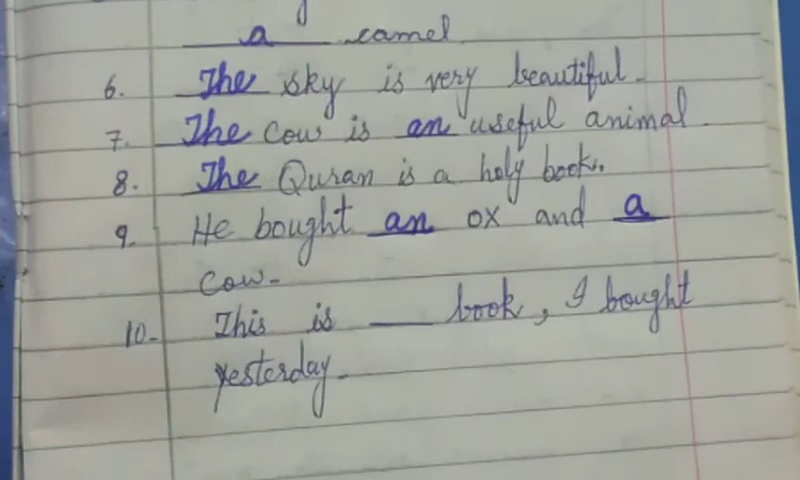 a camel
6. The sky is very beautiful.
7. The cow is an useful animal.
8. The Quran is a holy book.
9. He bought an ox and a
cow.
10. This is ___ book, I bought
yesterday.